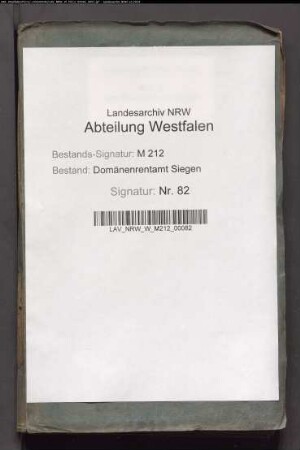 Landesarchiv NRW
Abteilung Westfalen
Bestands-Signatur: M 212
Bestand: Domänenrentamt Siegen
Signatur: Nr. 82
LAV_NRW_W_M212_00082